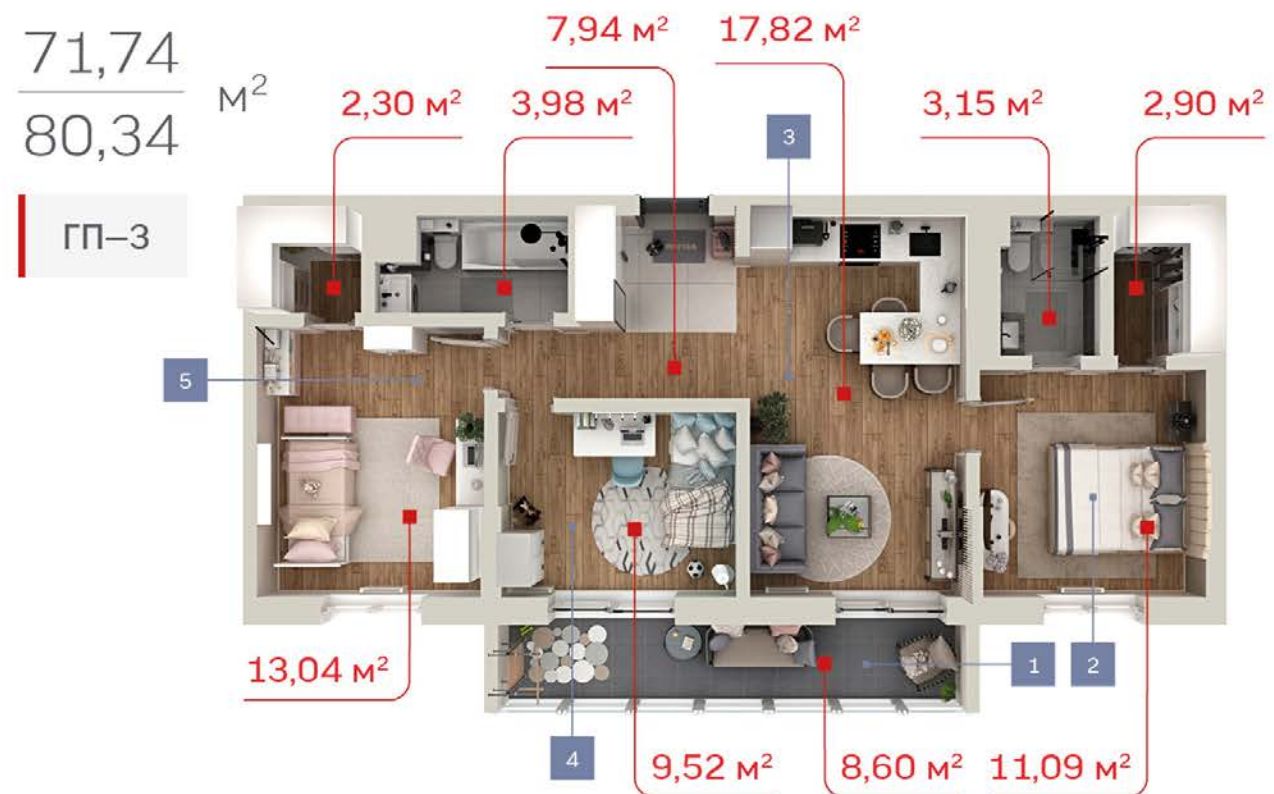 71,74
80,34
м²
ГП–3
7,94 м²
17,82 м²
2,30 м²
3,98 м²
3,15 м²
2,90 м²
3
5
13,04 м²
1
2
4
9,52 м²
8,60 м²
11,09 м²